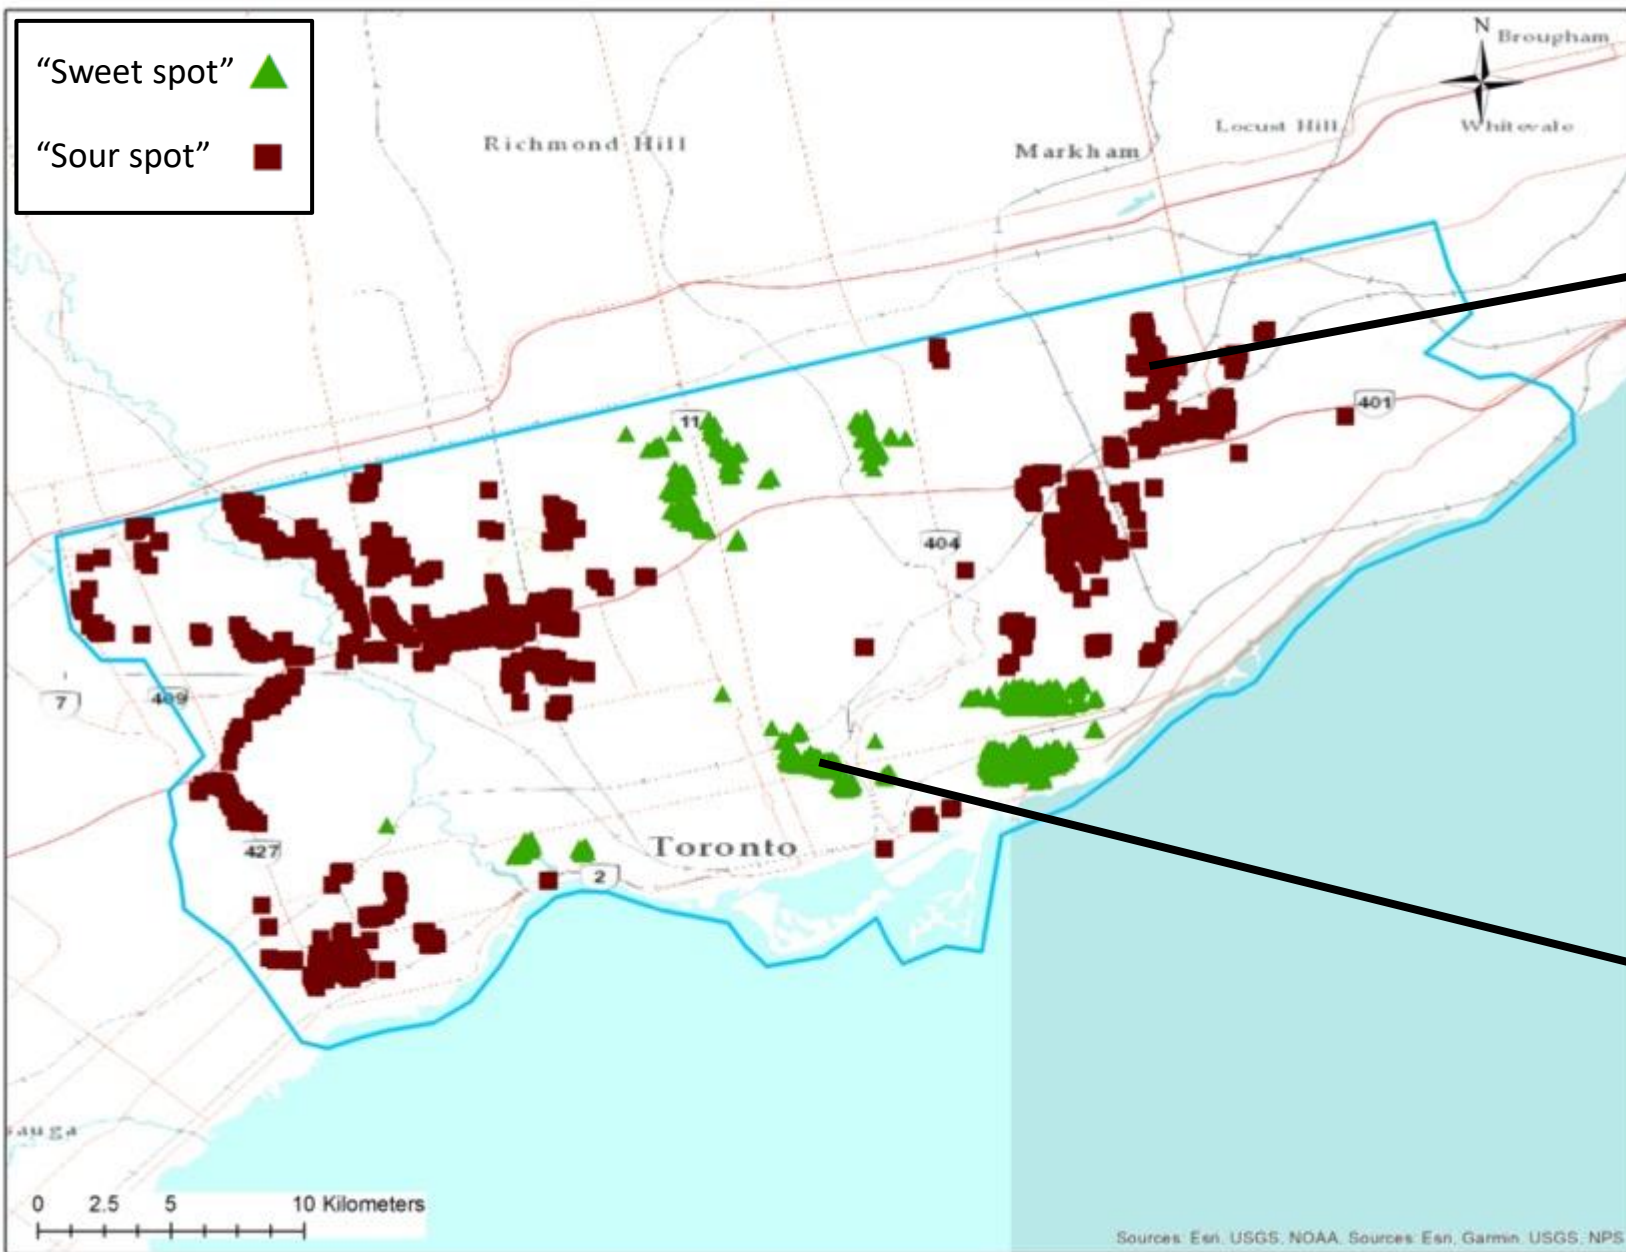 “Sweet spot”
“Sour spot”
N
Brougham
Richmond Hill
Markham
Locust Hill
Whitevale
11
401
404
7
409
427
Toronto
2
auga
0 2.5 5 10 Kilometers
Sources: Esri, USGS, NOAA, Sources: Esri, Garmin, USGS, NPS